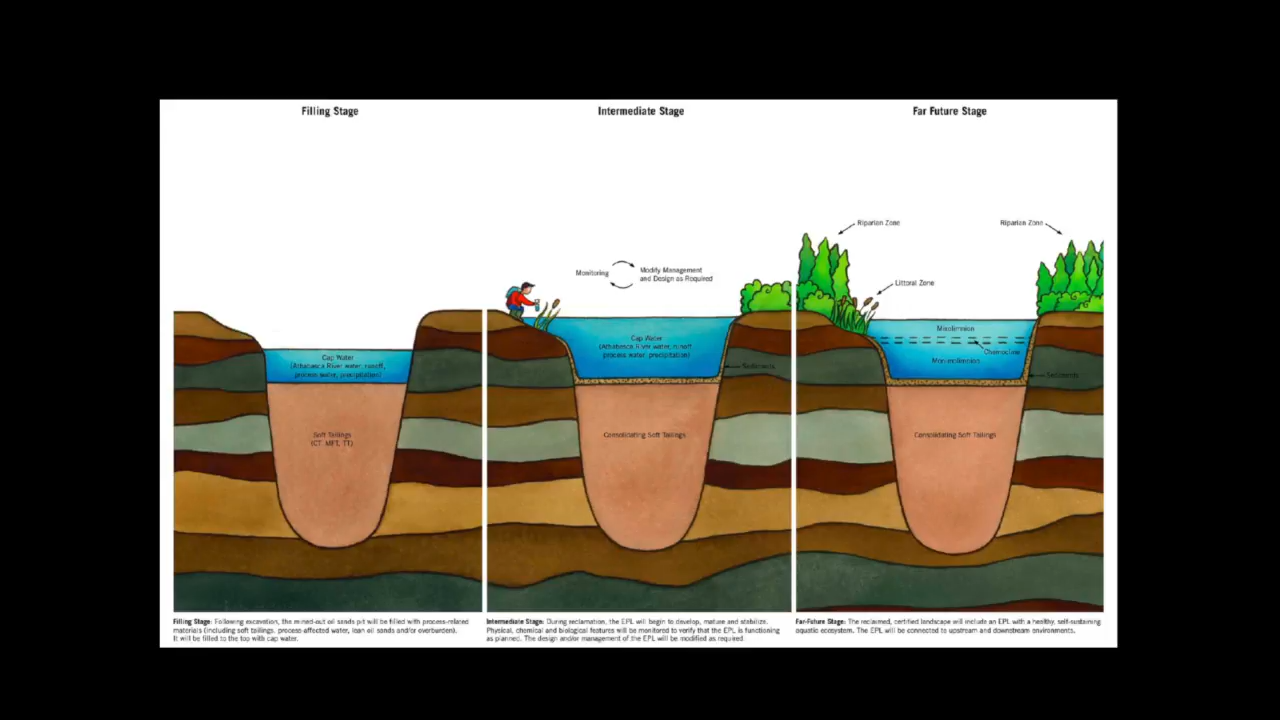 Filling Stage
Cap Water
(Athabasca River water, runoff,
process water, precipitation)
Soft Tailings
(CT, MFT, TT)
Filling Stage: Following excavation, the mined-out oil sands pit will be filled with process-related
materials (including soft tailings, process-affected water, lean oil sands and/or overburden).
It will be filled to the top with cap water.
Intermediate Stage
Monitoring
Modify Management
and Design as Required
Cap Water
(Athabasca River water, runoff
process water, precipitation)
Sediments
Consolidating Soft Tailings
Intermediate Stage: During reclamation, the EPL will begin to develop, mature and stabilize.
Physical, chemical and biological features will be monitored to verify that the EPL is functioning
as planned. The design and/or management of the EPL will be modified as required
Far Future Stage
Riparian Zone
Riparian Zone
Littoral Zone
Mixolimnion
Chemocline
Monimolimnion
Sediments
Consolidating Soft Tailings
Far-Future Stage: The reclaimed, certified landscape will include an EPL with a healthy, self-sustaining
aquatic ecosystem. The EPL will be connected to upstream and downstream environments.